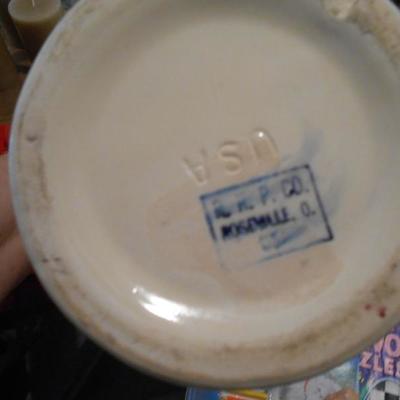 USA
R. R. P. CO.
ROSEVILLE, O.